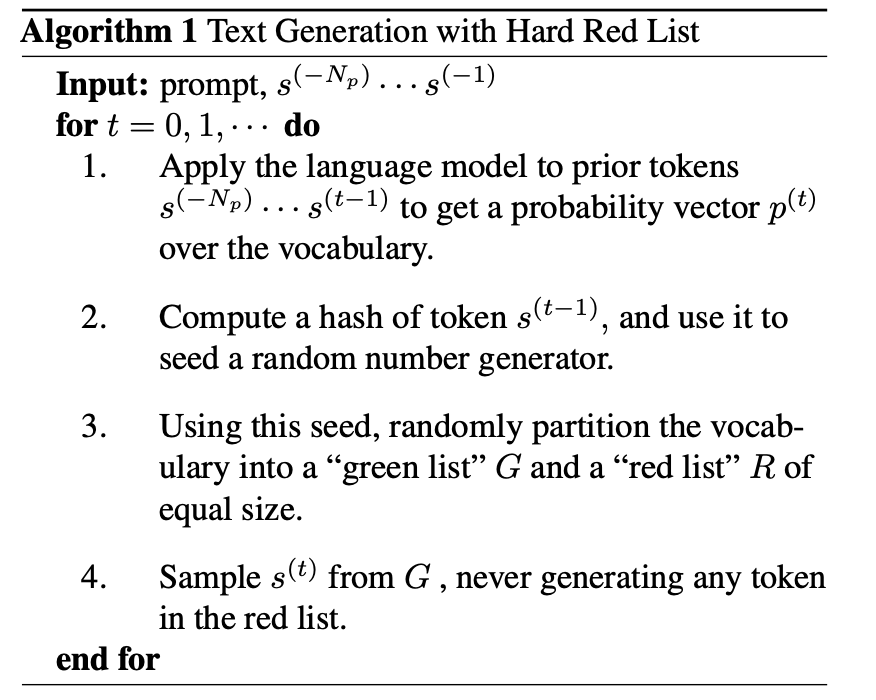 Algorithm 1 Text Generation with Hard Red List
Input: prompt, s^(−N_p) ⋯ s^(−1)
for t = 0, 1, ⋯ do
1. Apply the language model to prior tokens
s^(−N_p) ⋯ s^(t−1) to get a probability vector p^(t)
over the vocabulary.
2. Compute a hash of token s^(t−1), and use it to
seed a random number generator.
3. Using this seed, randomly partition the vocab-
ulary into a “green list” G and a “red list” R of
equal size.
4. Sample s^(t) from G , never generating any token
in the red list.
end for